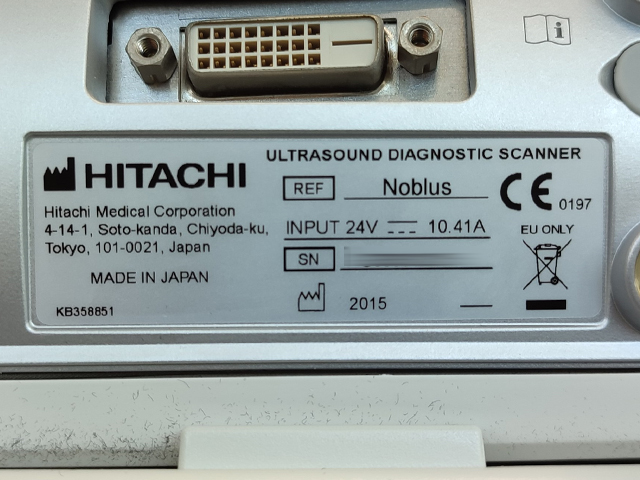 HITACHI
Hitachi Medical Corporation
4-14-1, Soto-kanda, Chiyoda-ku,
Tokyo, 101-0021, Japan
MADE IN JAPAN
KB358851
ULTRASOUND DIAGNOSTIC SCANNER
REF Noblus
INPUT 24V 10.41A
SN
2015
CE 0197
EU ONLY